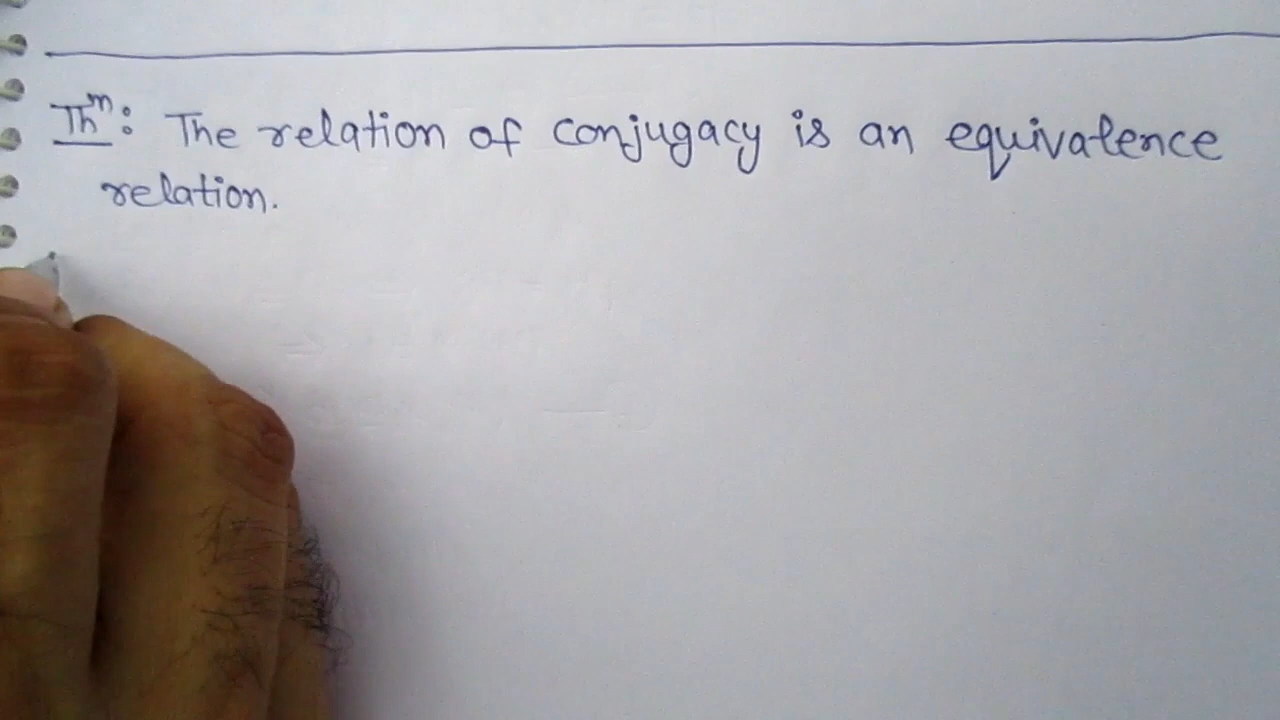 Thm: The relation of conjugacy is an equivalence
relation.